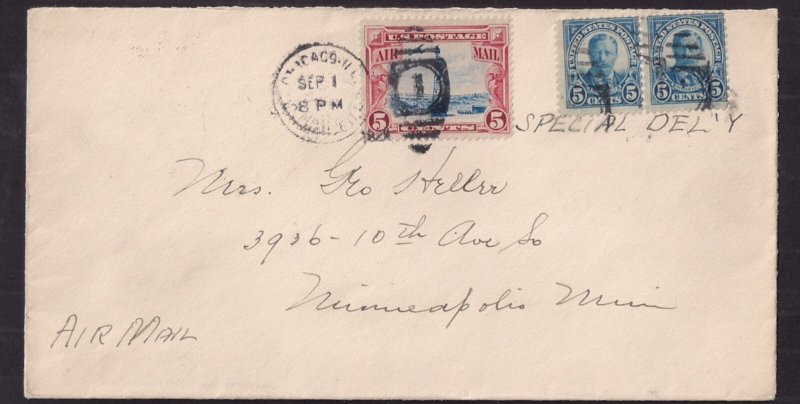 CHICAGO, ILL
SEP 1
8 PM
U.S. POSTAGE
AIR MAIL
5 CENTS 5
1
UNITED STATES POSTAGE
5 CENTS 5
UNITED STATES POSTAGE
5 CENTS 5
SPECIAL DEL'Y
Mrs. Geo Heller
3936-10th Ave So
Minneapolis Minn
AIR MAIL